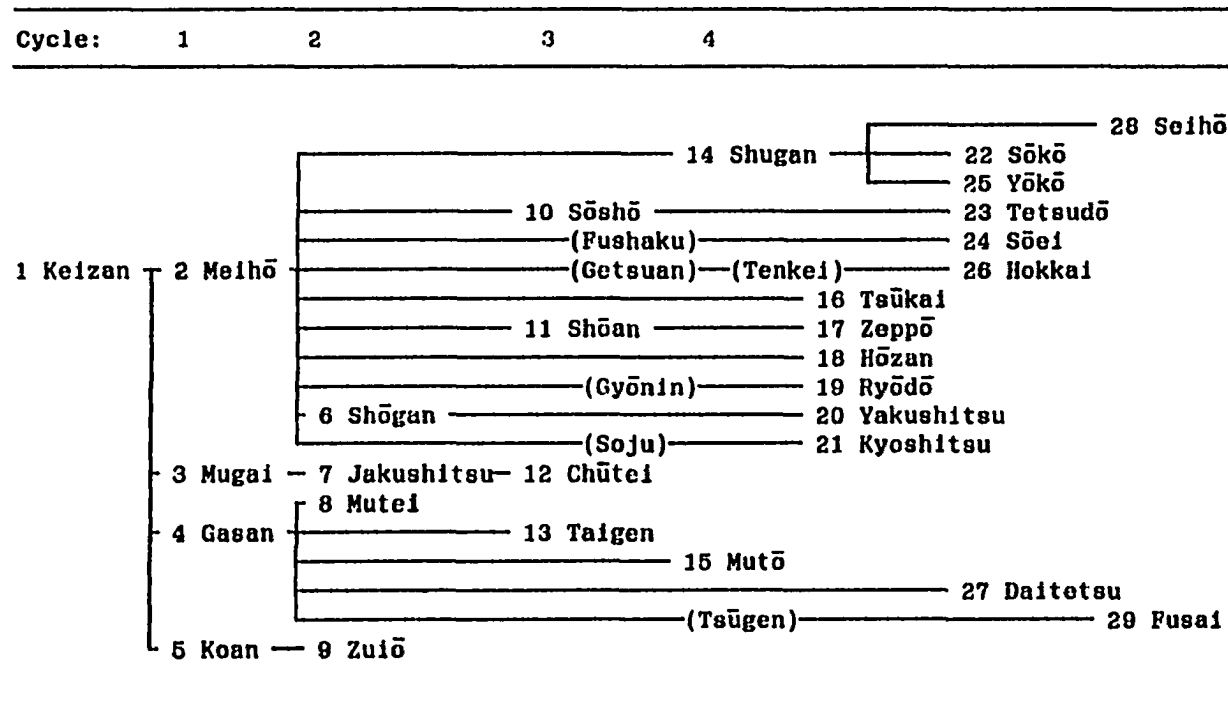 Cycle: 1 2 3 4
28 Seihō
14 Shugan 22 Sōkō
25 Yōkō
10 Sōshō 23 Tetsudō
(Fushaku) 24 Sōei
1 Keizan 2 Meihō (Getsuan) (Tenkei) 26 Hokkai
16 Tsūkai
11 Shōan 17 Zeppō
18 Hōzan
(Gyōnin) 19 Ryōdō
6 Shōgan 20 Yakushitsu
(Soju) 21 Kyoshitsu
3 Mugai 7 Jakushitsu 12 Chūtei
8 Mutei
4 Gasan 13 Taigen
15 Mutō
27 Daitetsu
(Tsūgen) 29 Fusai
5 Koan 9 Zuiō